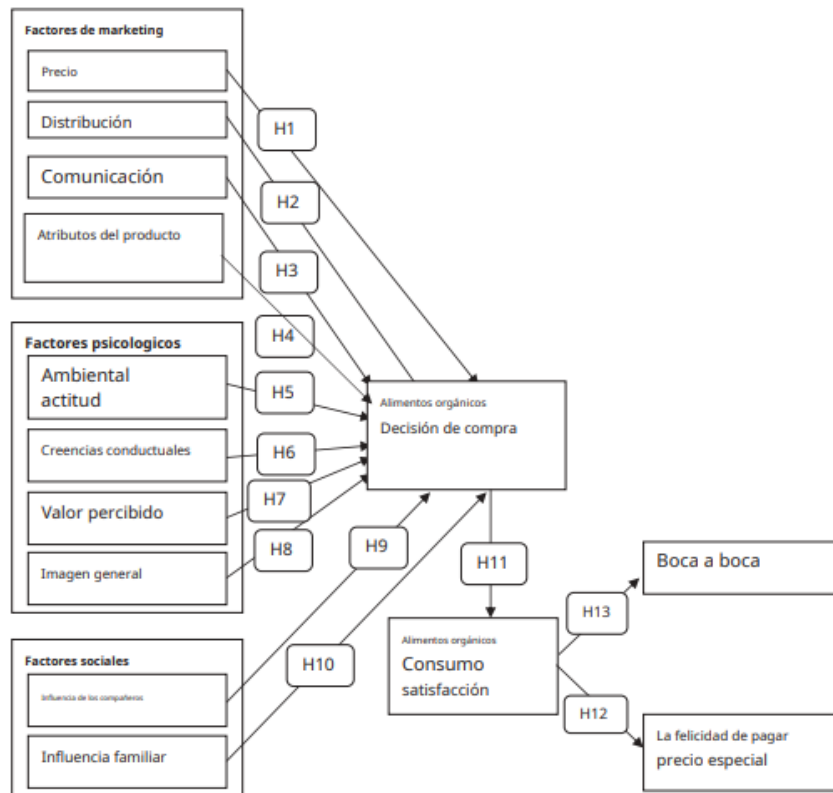 Factores de marketing
Precio
Distribución
Comunicación
Atributos del producto
H1
H2
H3
H4
Factores psicologicos
Ambiental
actitud
Creencias conductuales
Valor percibido
Imagen general
H5
H6
H7
H8
Alimentos orgánicos
Decisión de compra
Factores sociales
Influencia de los compañeros
Influencia familiar
H9
H10
H11
Alimentos orgánicos
Consumo
satisfacción
H13
H12
Boca a boca
La felicidad de pagar
precio especial